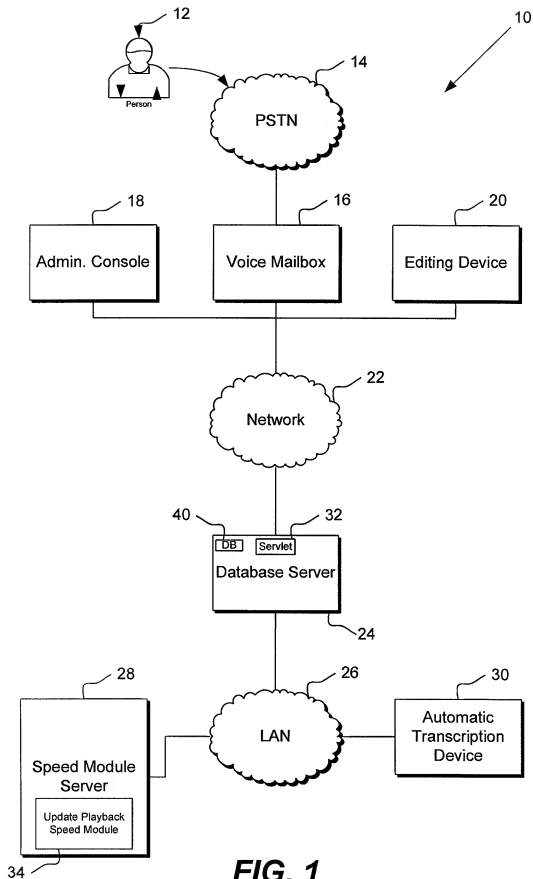 12
10
14
Person
PSTN
18
16
20
Admin. Console
Voice Mailbox
Editing Device
22
Network
40
32
DB
Servlet
Database Server
24
28
26
30
LAN
Automatic
Transcription
Device
Speed Module
Server
Update Playback
Speed Module
34
FIG. 1